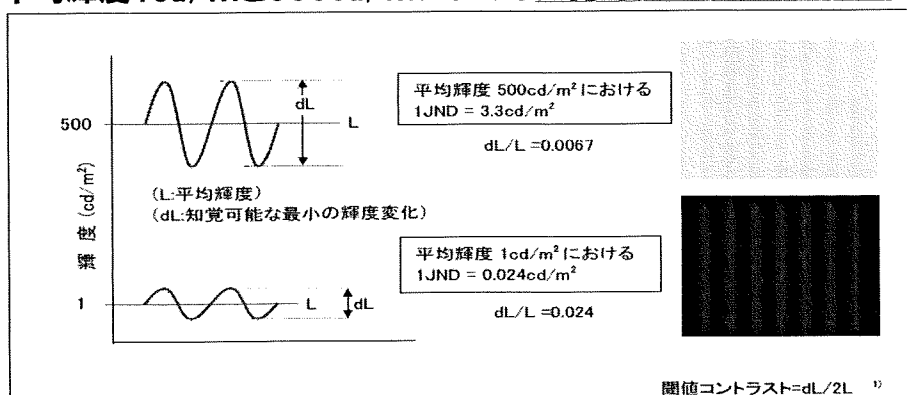 平均輝度 500cd/m²における
1JND = 3.3cd/m²
dL
500
L
dL/L =0.0067
輝 度 (cd/m²)
(L:平均輝度)
(dL:知覚可能な最小の輝度変化)
平均輝度 1cd/m²における
1JND = 0.024cd/m²
1
L
dL
dL/L =0.024
閾値コントラスト=dL/2L 1)